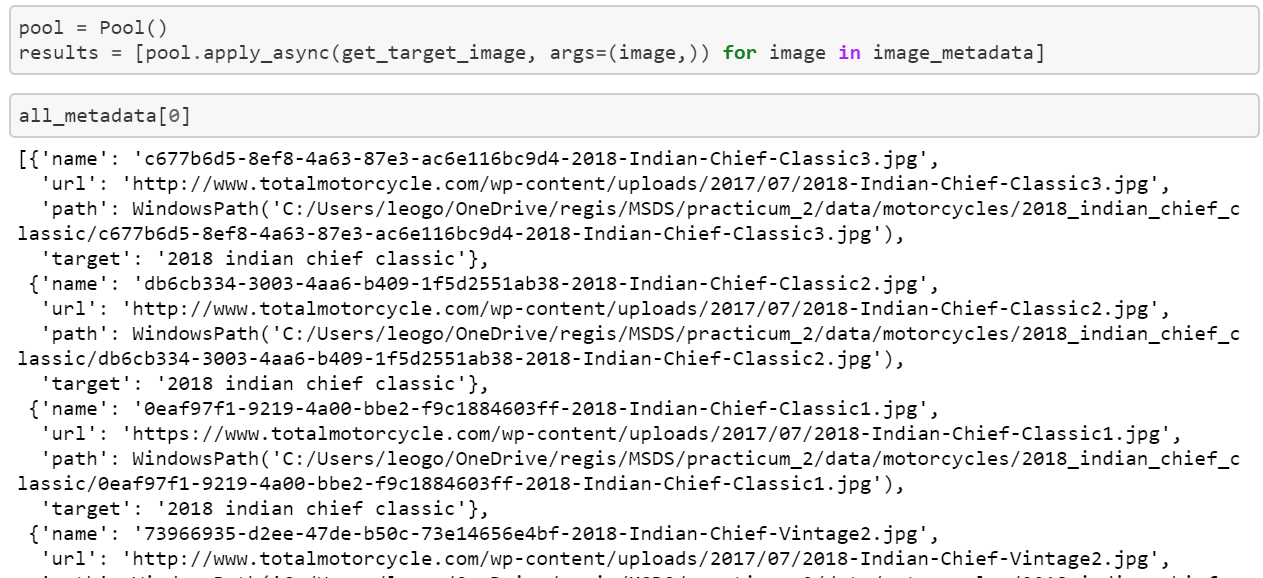 pool = Pool()
results = [pool.apply_async(get_target_image, args=(image,)) for image in image_metadata]
all_metadata[0]
[{'name': 'c677b6d5-8ef8-4a63-87e3-ac6e116bc9d4-2018-Indian-Chief-Classic3.jpg',
'url': 'http://www.totalmotorcycle.com/wp-content/uploads/2017/07/2018-Indian-Chief-Classic3.jpg',
'path': WindowsPath('C:/Users/leogo/OneDrive/regis/MSDS/practicum_2/data/motorcycles/2018_indian_chief_c
lassic/c677b6d5-8ef8-4a63-87e3-ac6e116bc9d4-2018-Indian-Chief-Classic3.jpg'),
'target': '2018 indian chief classic'},
{'name': 'db6cb334-3003-4aa6-b409-1f5d2551ab38-2018-Indian-Chief-Classic2.jpg',
'url': 'http://www.totalmotorcycle.com/wp-content/uploads/2017/07/2018-Indian-Chief-Classic2.jpg',
'path': WindowsPath('C:/Users/leogo/OneDrive/regis/MSDS/practicum_2/data/motorcycles/2018_indian_chief_c
lassic/db6cb334-3003-4aa6-b409-1f5d2551ab38-2018-Indian-Chief-Classic2.jpg'),
'target': '2018 indian chief classic'},
{'name': '0eaf97f1-9219-4a00-bbe2-f9c1884603ff-2018-Indian-Chief-Classic1.jpg',
'url': 'https://www.totalmotorcycle.com/wp-content/uploads/2017/07/2018-Indian-Chief-Classic1.jpg',
'path': WindowsPath('C:/Users/leogo/OneDrive/regis/MSDS/practicum_2/data/motorcycles/2018_indian_chief_c
lassic/0eaf97f1-9219-4a00-bbe2-f9c1884603ff-2018-Indian-Chief-Classic1.jpg'),
'target': '2018 indian chief classic'},
{'name': '73966935-d2ee-47de-b50c-73e14656e4bf-2018-Indian-Chief-Vintage2.jpg',
'url': 'http://www.totalmotorcycle.com/wp-content/uploads/2017/07/2018-Indian-Chief-Vintage2.jpg',